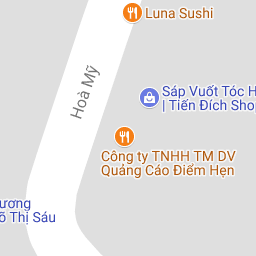 Luna Sushi
Hoà Mỹ
Sáp Vuốt Tóc H
| Tiến Đích Shop
Công ty TNHH TM DV
Quảng Cáo Điểm Hẹn
ương
õ Thị Sáu